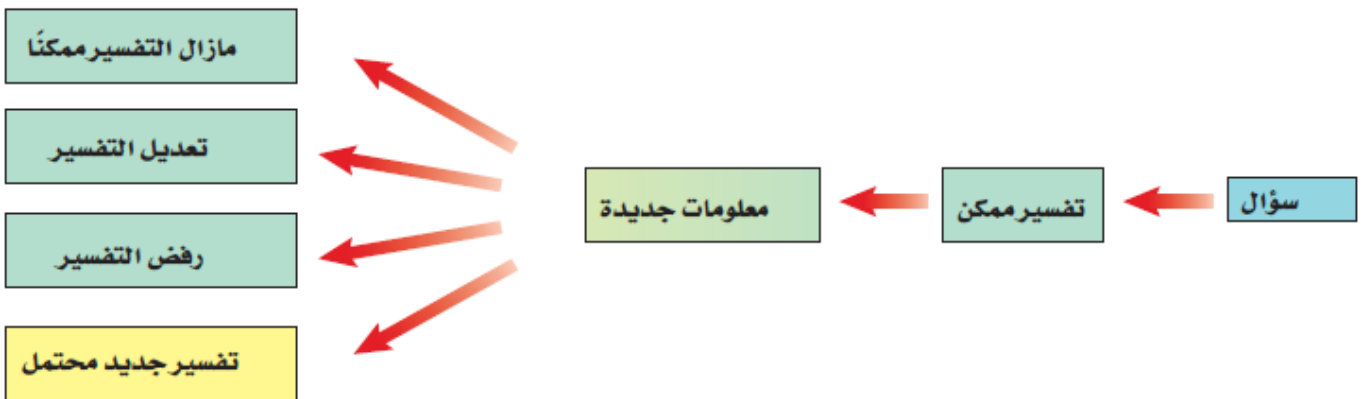 سؤال
تفسير ممكن
معلومات جديدة
مازال التفسير ممكنًا
تعديل التفسير
رفض التفسير
تفسير جديد محتمل